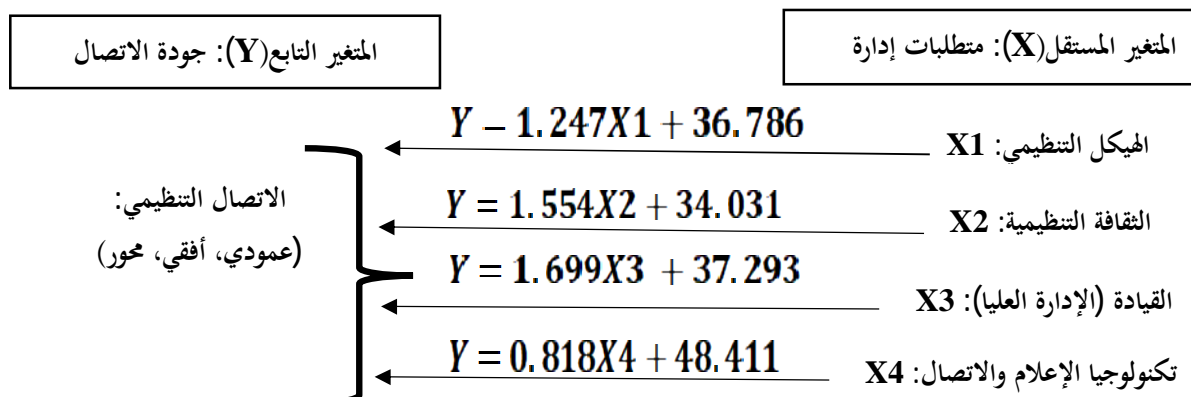 المتغير المستقل(X): متطلبات إدارة
المتغير التابع(Y): جودة الاتصال
Y – 1.247X1 + 36.786
الهيكل التنظيمي: X1
Y = 1.554X2 + 34.031
الثقافة التنظيمية: X2
Y = 1.699X3 + 37.293
القيادة (الإدارة العليا): X3
Y = 0.818X4 + 48.411
تكنولوجيا الإعلام والاتصال: X4
الاتصال التنظيمي:
(عمودي، أفقي، محور)